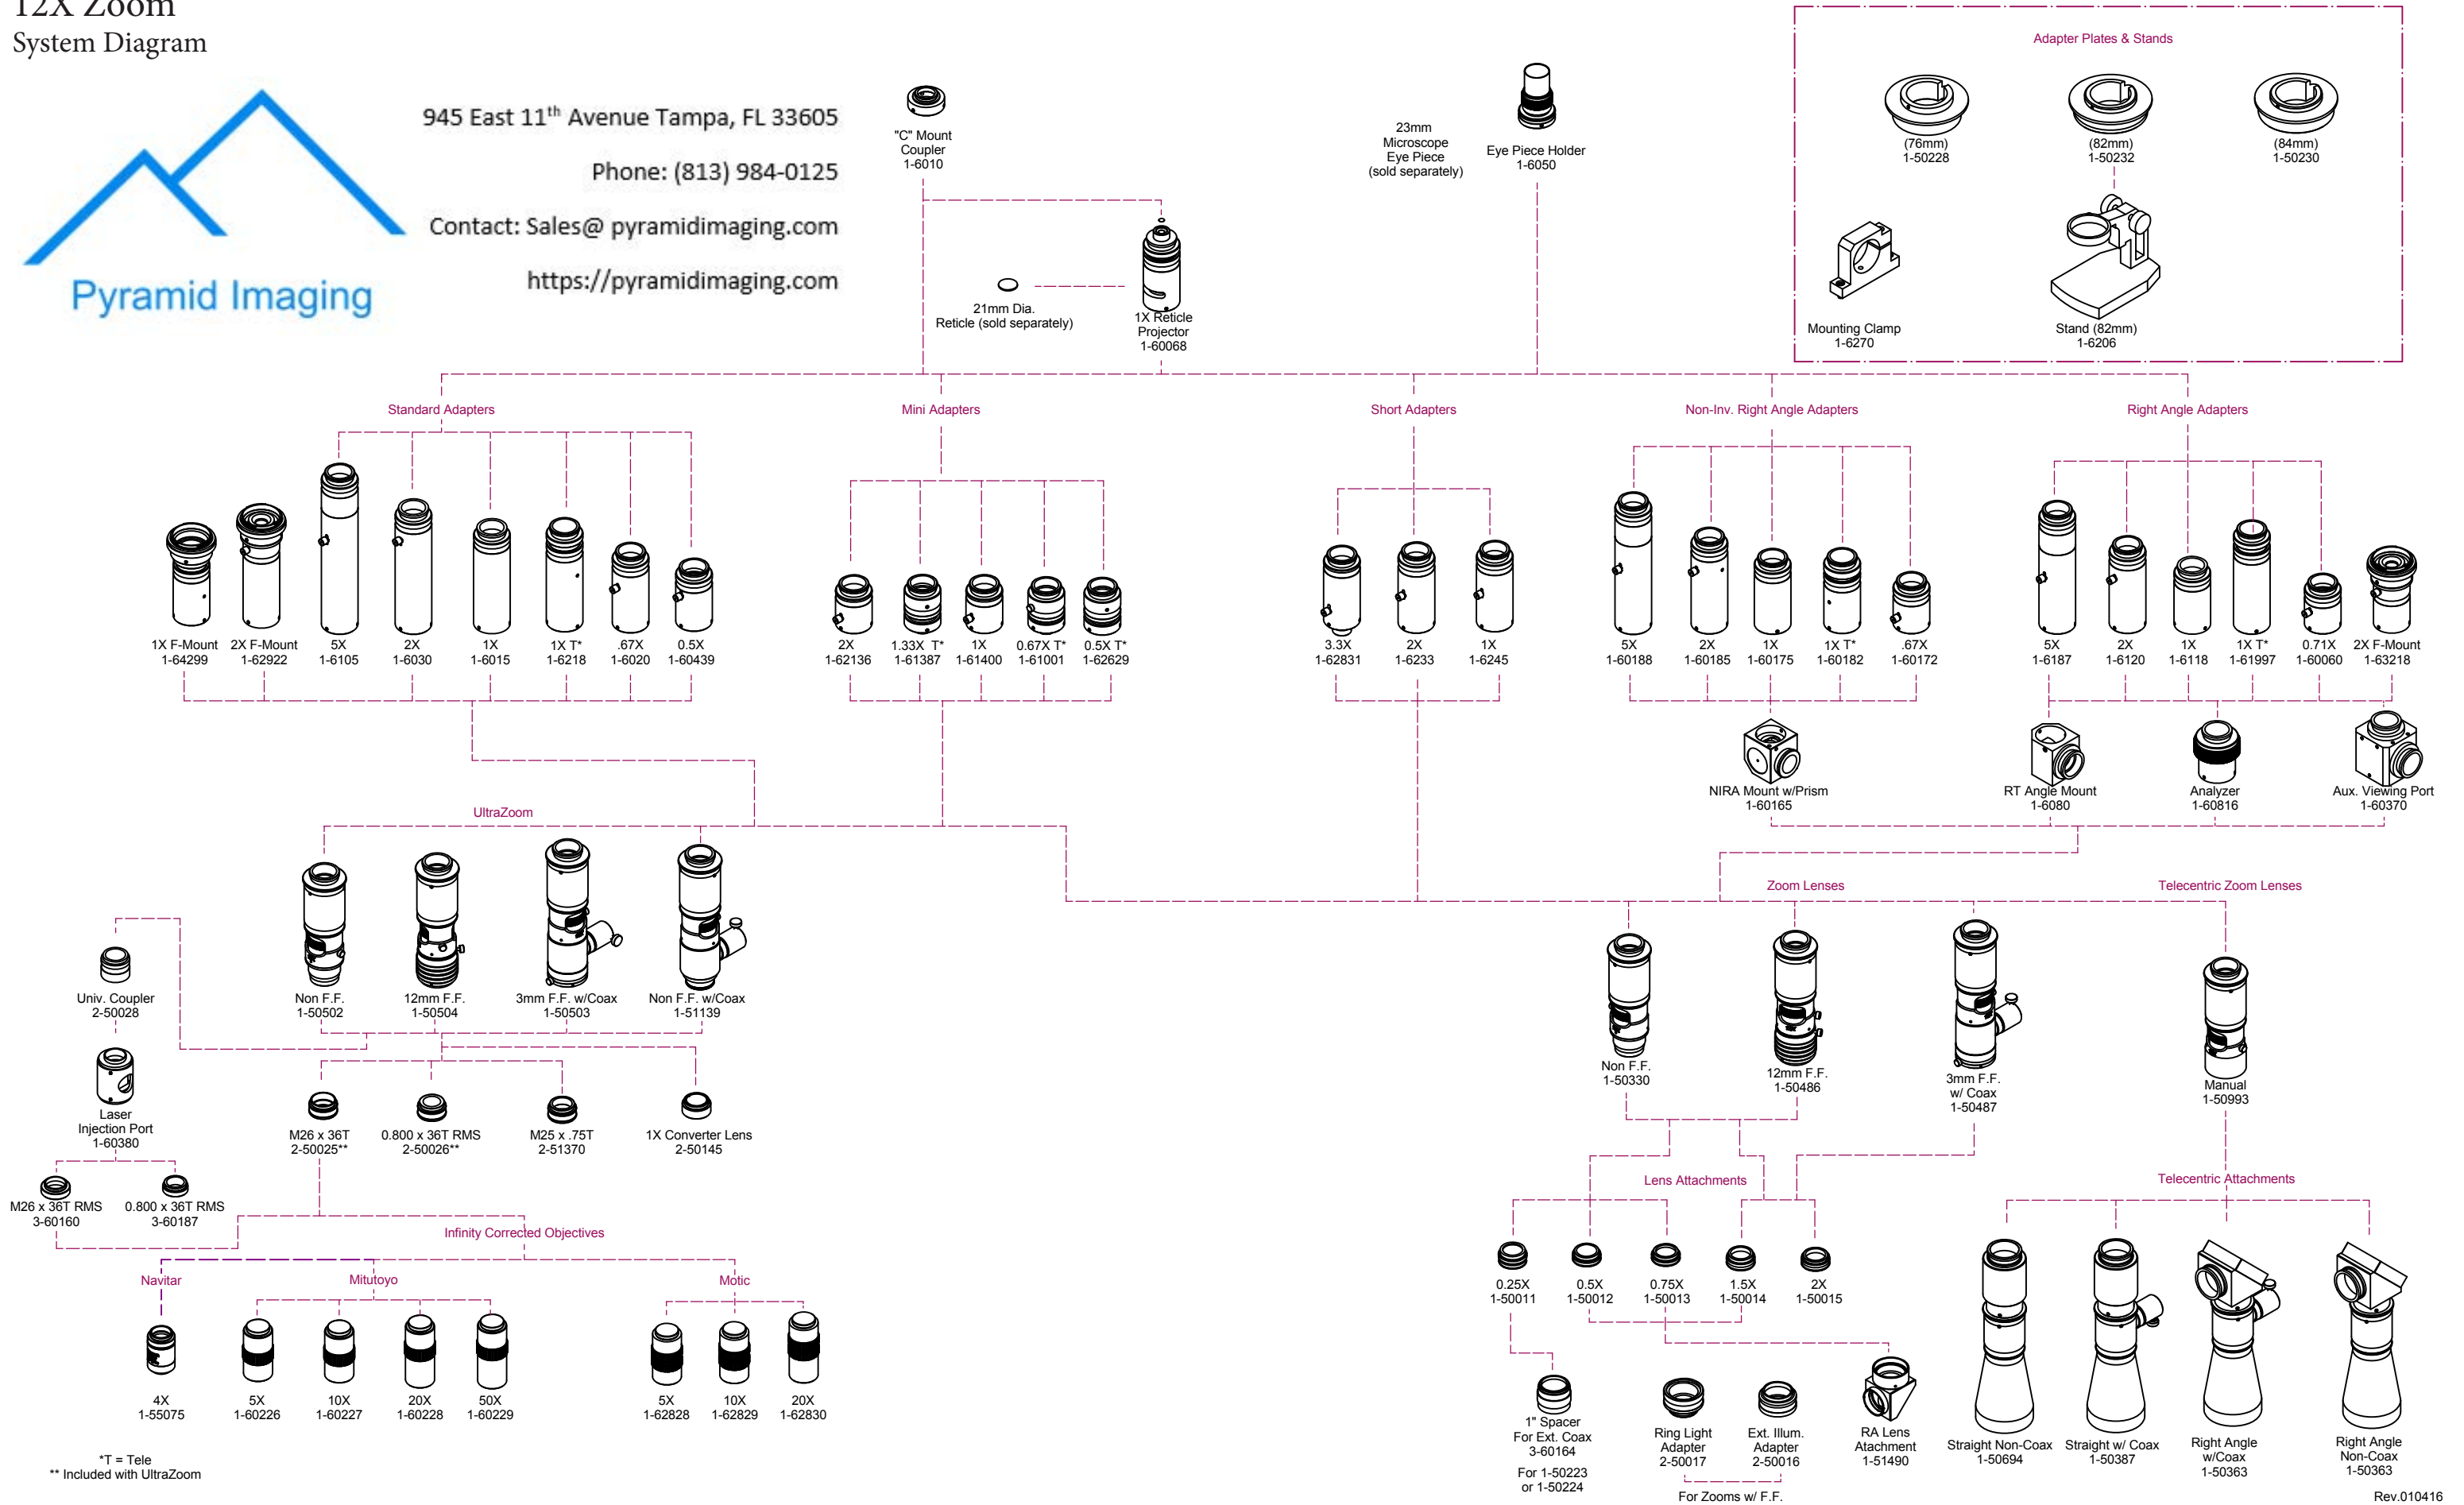 12X Zoom
System Diagram
945 East 11th Avenue Tampa, FL 33605
Phone: (813) 984-0125
Contact: Sales@ pyramidimaging.com
https://pyramidimaging.com
Pyramid Imaging
"C" Mount
Coupler
1-6010
21mm Dia.
Reticle (sold separately)
1X Reticle
Projector
1-60068
23mm
Microscope
Eye Piece
(sold separately)
Eye Piece Holder
1-6050
Adapter Plates & Stands
(76mm)
1-50228
(82mm)
1-50232
(84mm)
1-50230
Mounting Clamp
1-6270
Stand (82mm)
1-6206
Standard Adapters
1X F-Mount
1-64299
2X F-Mount
1-62922
5X
1-6105
2X
1-6030
1X
1-6015
1X T*
1-6218
.67X
1-6020
0.5X
1-60439
Mini Adapters
2X
1-62136
1.33X T*
1-61387
1X
1-61400
0.67X T*
1-61001
0.5X T*
1-62629
Short Adapters
3.3X
1-62831
2X
1-6233
1X
1-6245
Non-Inv. Right Angle Adapters
5X
1-60188
2X
1-60185
1X
1-60175
1X T*
1-60182
.67X
1-60172
Right Angle Adapters
5X
1-6187
2X
1-6120
1X
1-6118
1X T*
1-61997
0.71X
1-60060
2X F-Mount
1-63218
NIRA Mount w/Prism
1-60165
RT Angle Mount
1-6080
Analyzer
1-60816
Aux. Viewing Port
1-60370
UltraZoom
Non F.F.
1-50502
12mm F.F.
1-50504
3mm F.F. w/Coax
1-50503
Non F.F. w/Coax
1-51139
Univ. Coupler
2-50028
Laser
Injection Port
1-60380
M26 x 36T RMS
3-60160
0.800 x 36T RMS
3-60187
M26 x 36T
2-50025**
0.800 x 36T RMS
2-50026**
M25 x .75T
2-51370
1X Converter Lens
2-50145
Infinity Corrected Objectives
Navitar
Mitutoyo
Motic
4X
1-55075
5X
1-60226
10X
1-60227
20X
1-60228
50X
1-60229
5X
1-62828
10X
1-62829
20X
1-62830
*T = Tele
** Included with UltraZoom
Zoom Lenses
Telecentric Zoom Lenses
Non F.F.
1-50330
12mm F.F.
1-50486
3mm F.F.
w/ Coax
1-50487
Manual
1-50993
Lens Attachments
0.25X
1-50011
0.5X
1-50012
0.75X
1-50013
1.5X
1-50014
2X
1-50015
1" Spacer
For Ext. Coax
3-60164
For 1-50223
or 1-50224
Ring Light
Adapter
2-50017
Ext. Illum.
Adapter
2-50016
For Zooms w/ F.F.
RA Lens
Atachment
1-51490
Telecentric Attachments
Straight Non-Coax
1-50694
Straight w/ Coax
1-50387
Right Angle
w/Coax
1-50363
Right Angle
Non-Coax
1-50363
Rev.010416